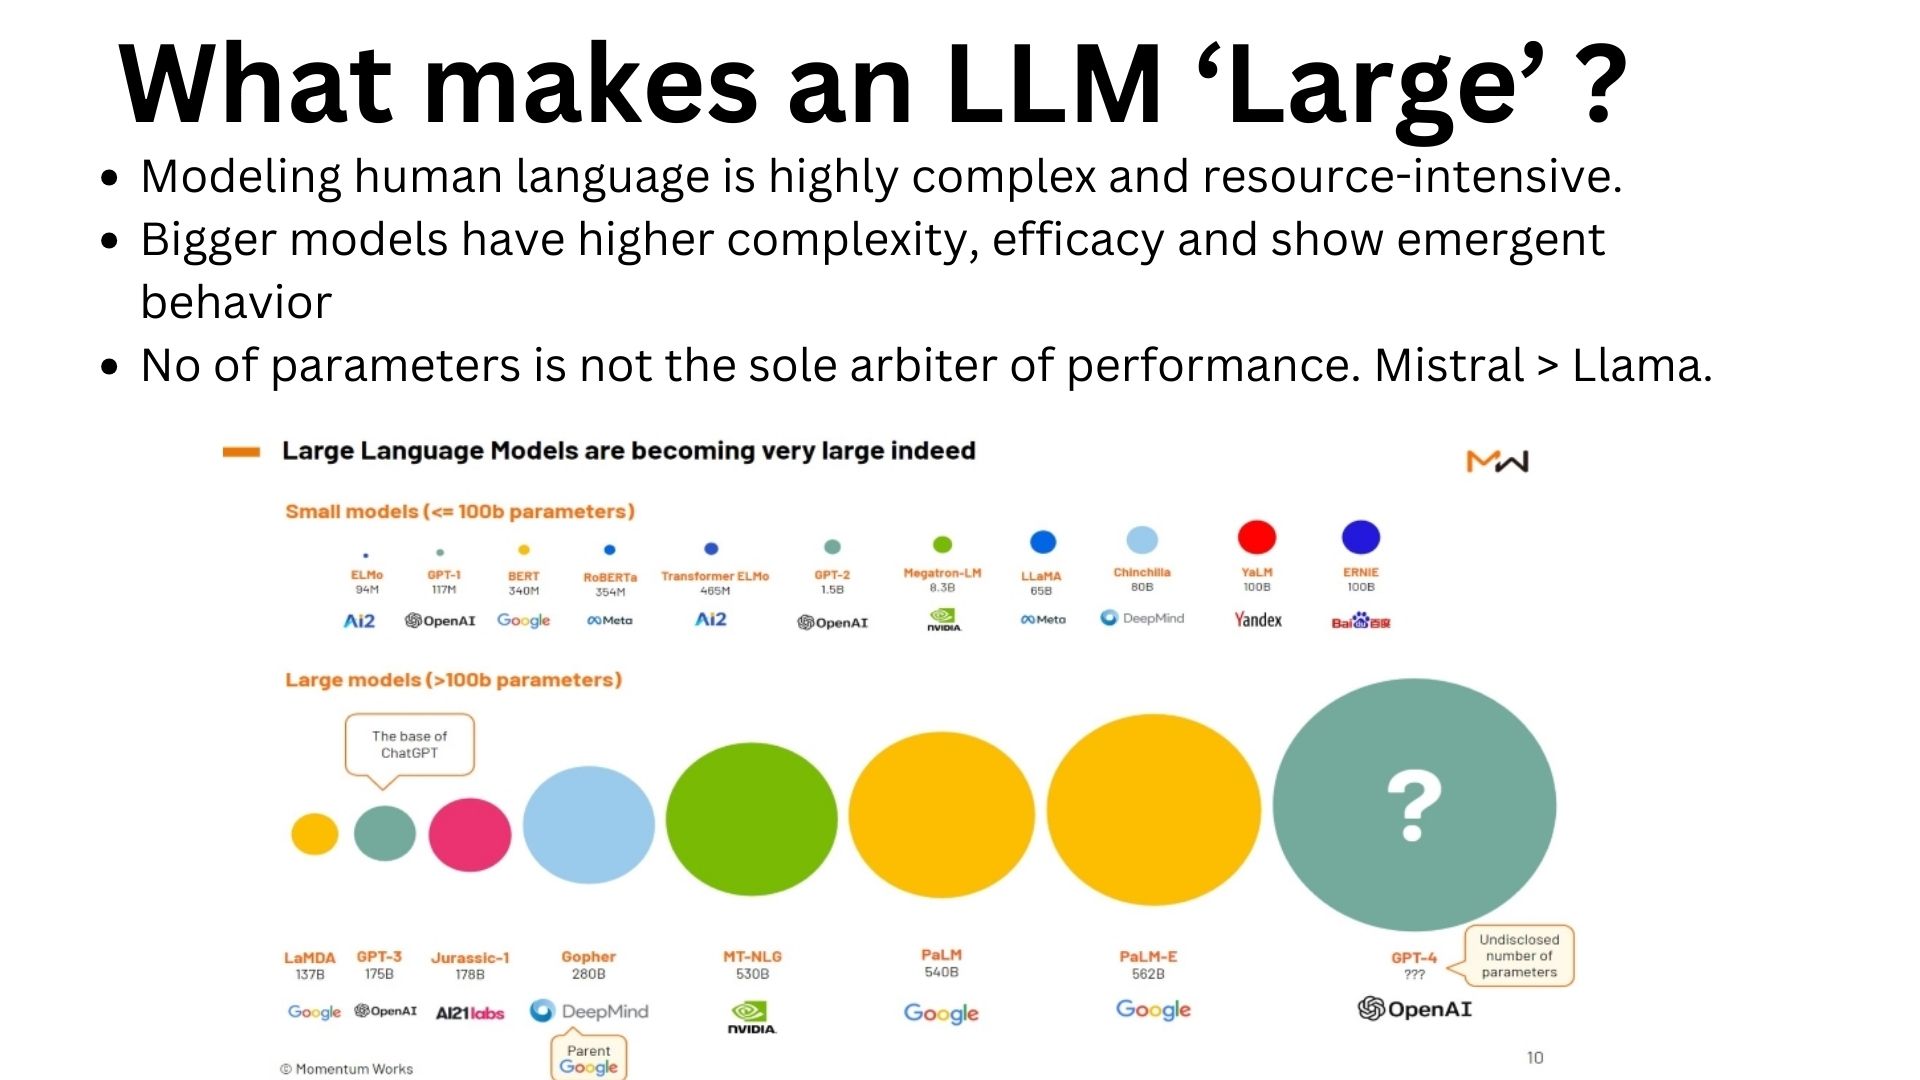 What makes an LLM ‘Large’ ?
• Modeling human language is highly complex and resource-intensive.
• Bigger models have higher complexity, efficacy and show emergent
behavior
• No of parameters is not the sole arbiter of performance. Mistral > Llama.
Large Language Models are becoming very large indeed
MW
Small models (<= 100b parameters)
ELMo GPT-1 BERT RoBERTa Transformer ELMo GPT-2 Megatron-LM LLaMA Chinchilla YaLM ERNIE
94M 117M 340M 354M 465M 1.5B 8.3B 65B 80B 100B 100B
Ai2 OpenAI Google Meta Ai2 OpenAI NVIDIA. Meta DeepMind Yandex Bai du 百度
Large models (>100b parameters)
The base of
ChatGPT
?
LaMDA GPT-3 Jurassic-1 Gopher MT-NLG PaLM PaLM-E GPT-4
137B 175B 178B 280B 530B 540B 562B ???
Undisclosed
number of
parameters
Google OpenAI AI21labs DeepMind NVIDIA. Google Google OpenAI
Parent
Google
© Momentum Works
10